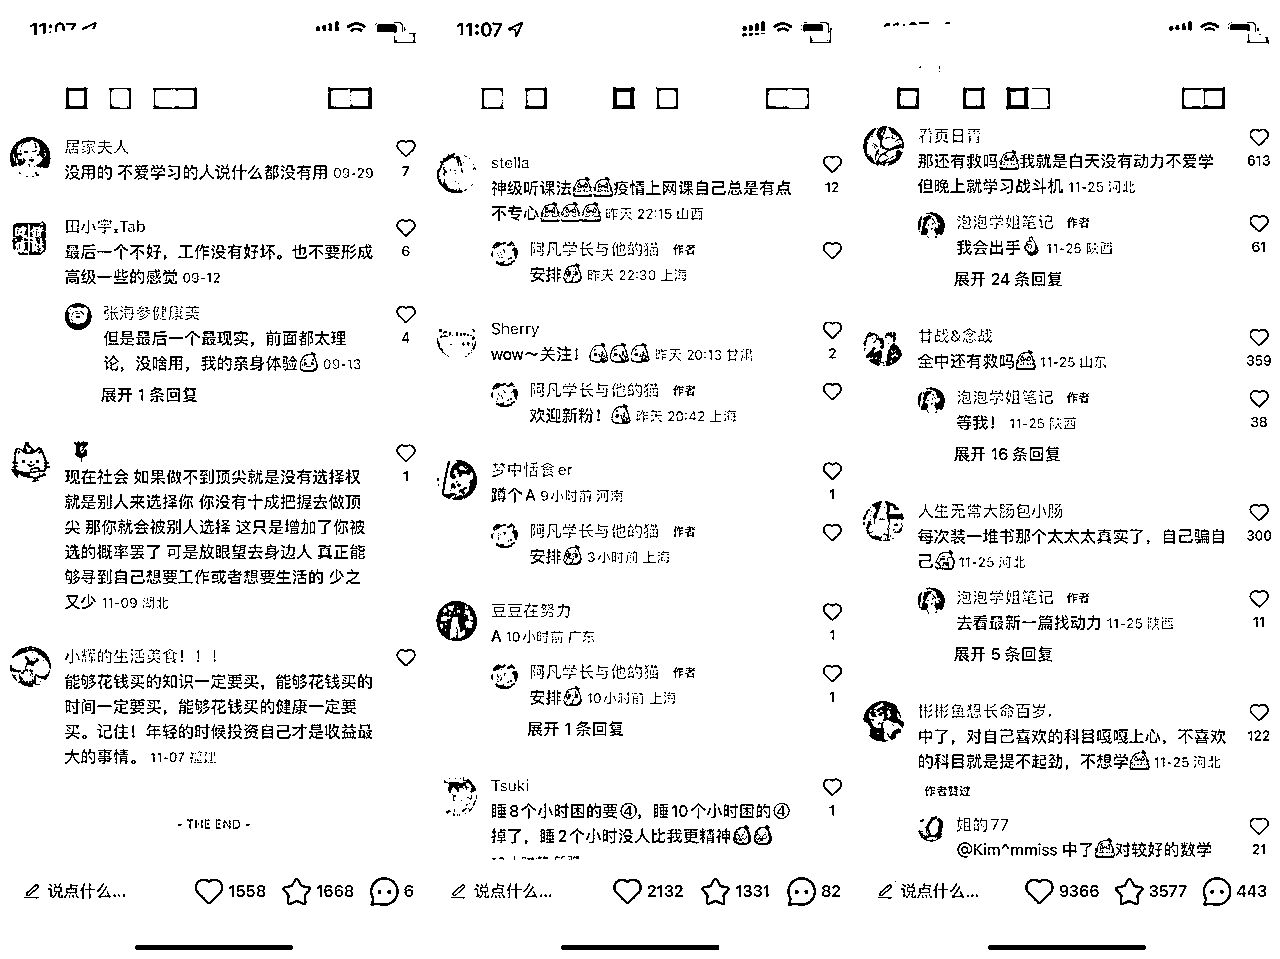 11:07
居家夫人
没用的 不爱学习的人说什么都没有用 09-29
7
田小宇.Tab
最后一个不好，工作没有好坏。也不要形成
高级一些的感觉 09-12
6
张海参健康美
但是最后一个最现实，前面都太理
论，没啥用，我的亲身体验 09-13
4
展开 1 条回复
现在社会 如果做不到顶尖就是没有选择权
就是别人来选择你 你没有十成把握去做顶
尖 那你就会被别人选择 这只是增加了你被
选的概率罢了 可是放眼望去身边人 真正能
够寻到自己想要工作或者想要生活的 少之
又少 11-09 湖北
1
小辉的生活美食！！！
能够花钱买的知识一定要买，能够花钱买的
时间一定要买，能够花钱买的健康一定要
买。记住！年轻的时候投资自己才是收益最
大的事情。 11-07 福建
- THE END -
说点什么... 1558 1668 6
11:07
stella
神级听课法疫情上网课自己总是有点
不专心 昨天 22:15 山西
12
阿凡学长与他的猫 作者
安排 昨天 22:30 上海
Sherry
wow～关注！ 昨天 20:13 甘肃
2
阿凡学长与他的猫 作者
欢迎新粉！ 昨天 20:42 上海
梦中恬食er
蹲个A 9小时前 河南
1
阿凡学长与他的猫 作者
安排 3小时前 上海
豆豆在努力
A 10小时前 广东
1
阿凡学长与他的猫 作者
安排 10小时前 上海
1
展开 1 条回复
Tsuki
睡8个小时困的要④，睡10个小时困的④
掉了，睡2个小时没人比我更精神
1
说点什么... 2132 1331 82
那还有救吗我就是白天没有动力不爱学
但晚上就学习战斗机 11-25 河北
613
泡泡学姐笔记 作者
我会出手 11-25 陕西
61
展开 24 条回复
廿战&念战
全中还有救吗 11-25 山东
359
泡泡学姐笔记 作者
等我！ 11-25 陕西
38
展开 16 条回复
人生无常大肠包小肠
每次装一堆书那个太太太真实了，自己骗自
己 11-25 河北
300
泡泡学姐笔记 作者
去看最新一篇找动力 11-25 陕西
11
展开 5 条回复
彬彬鱼想长命百岁.
中了，对自己喜欢的科目嘎嘎上心，不喜欢
的科目就是提不起劲，不想学 11-25 河北
122
作者赞过
姐的77
@Kim^mmiss 中了对较好的数学
21
说点什么... 9366 3577 443